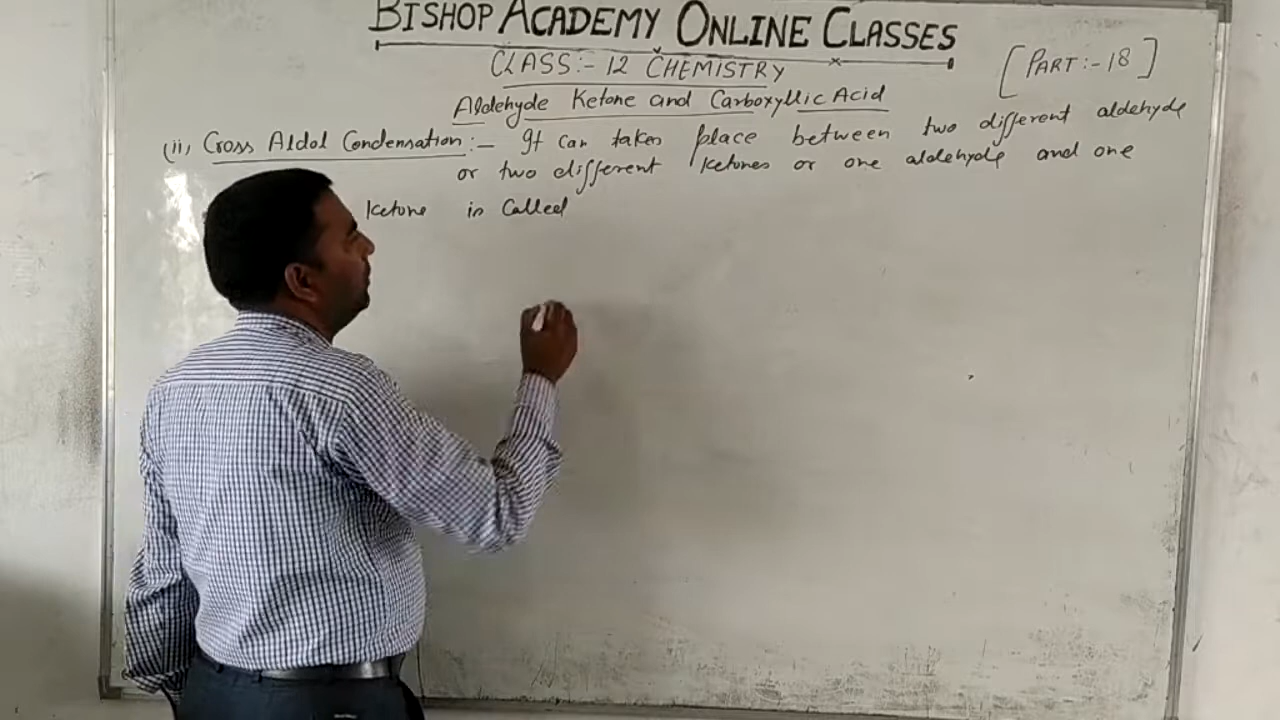 BISHOP ACADEMY ONLINE CLASSES
CLASS:- 12 CHEMISTRY
[PART:-18]
Aldehyde Ketone and Carboxyllic Acid
(ii) Cross Aldol Condensation :- It can takes place between two different aldehyde
or two different ketones or one aldehyde and one
ketone is Called